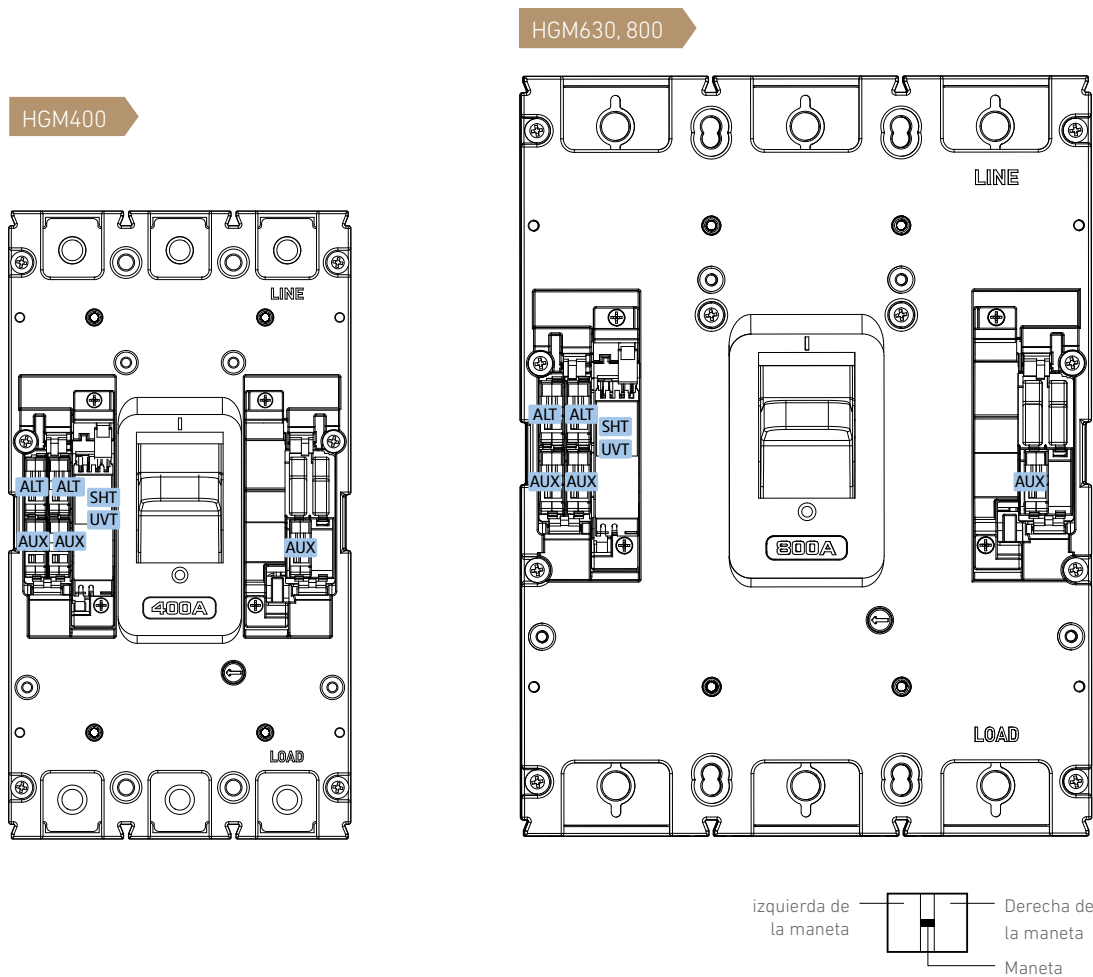 HGM630, 800
HGM400
LINE
ALT ALT
SHT
UVT
AUX AUX
AUX
400A
LOAD
LINE
ALT ALT
SHT
UVT
AUX AUX
AUX
800A
LOAD
izquierda de
la maneta
Derecha de
la maneta
Maneta